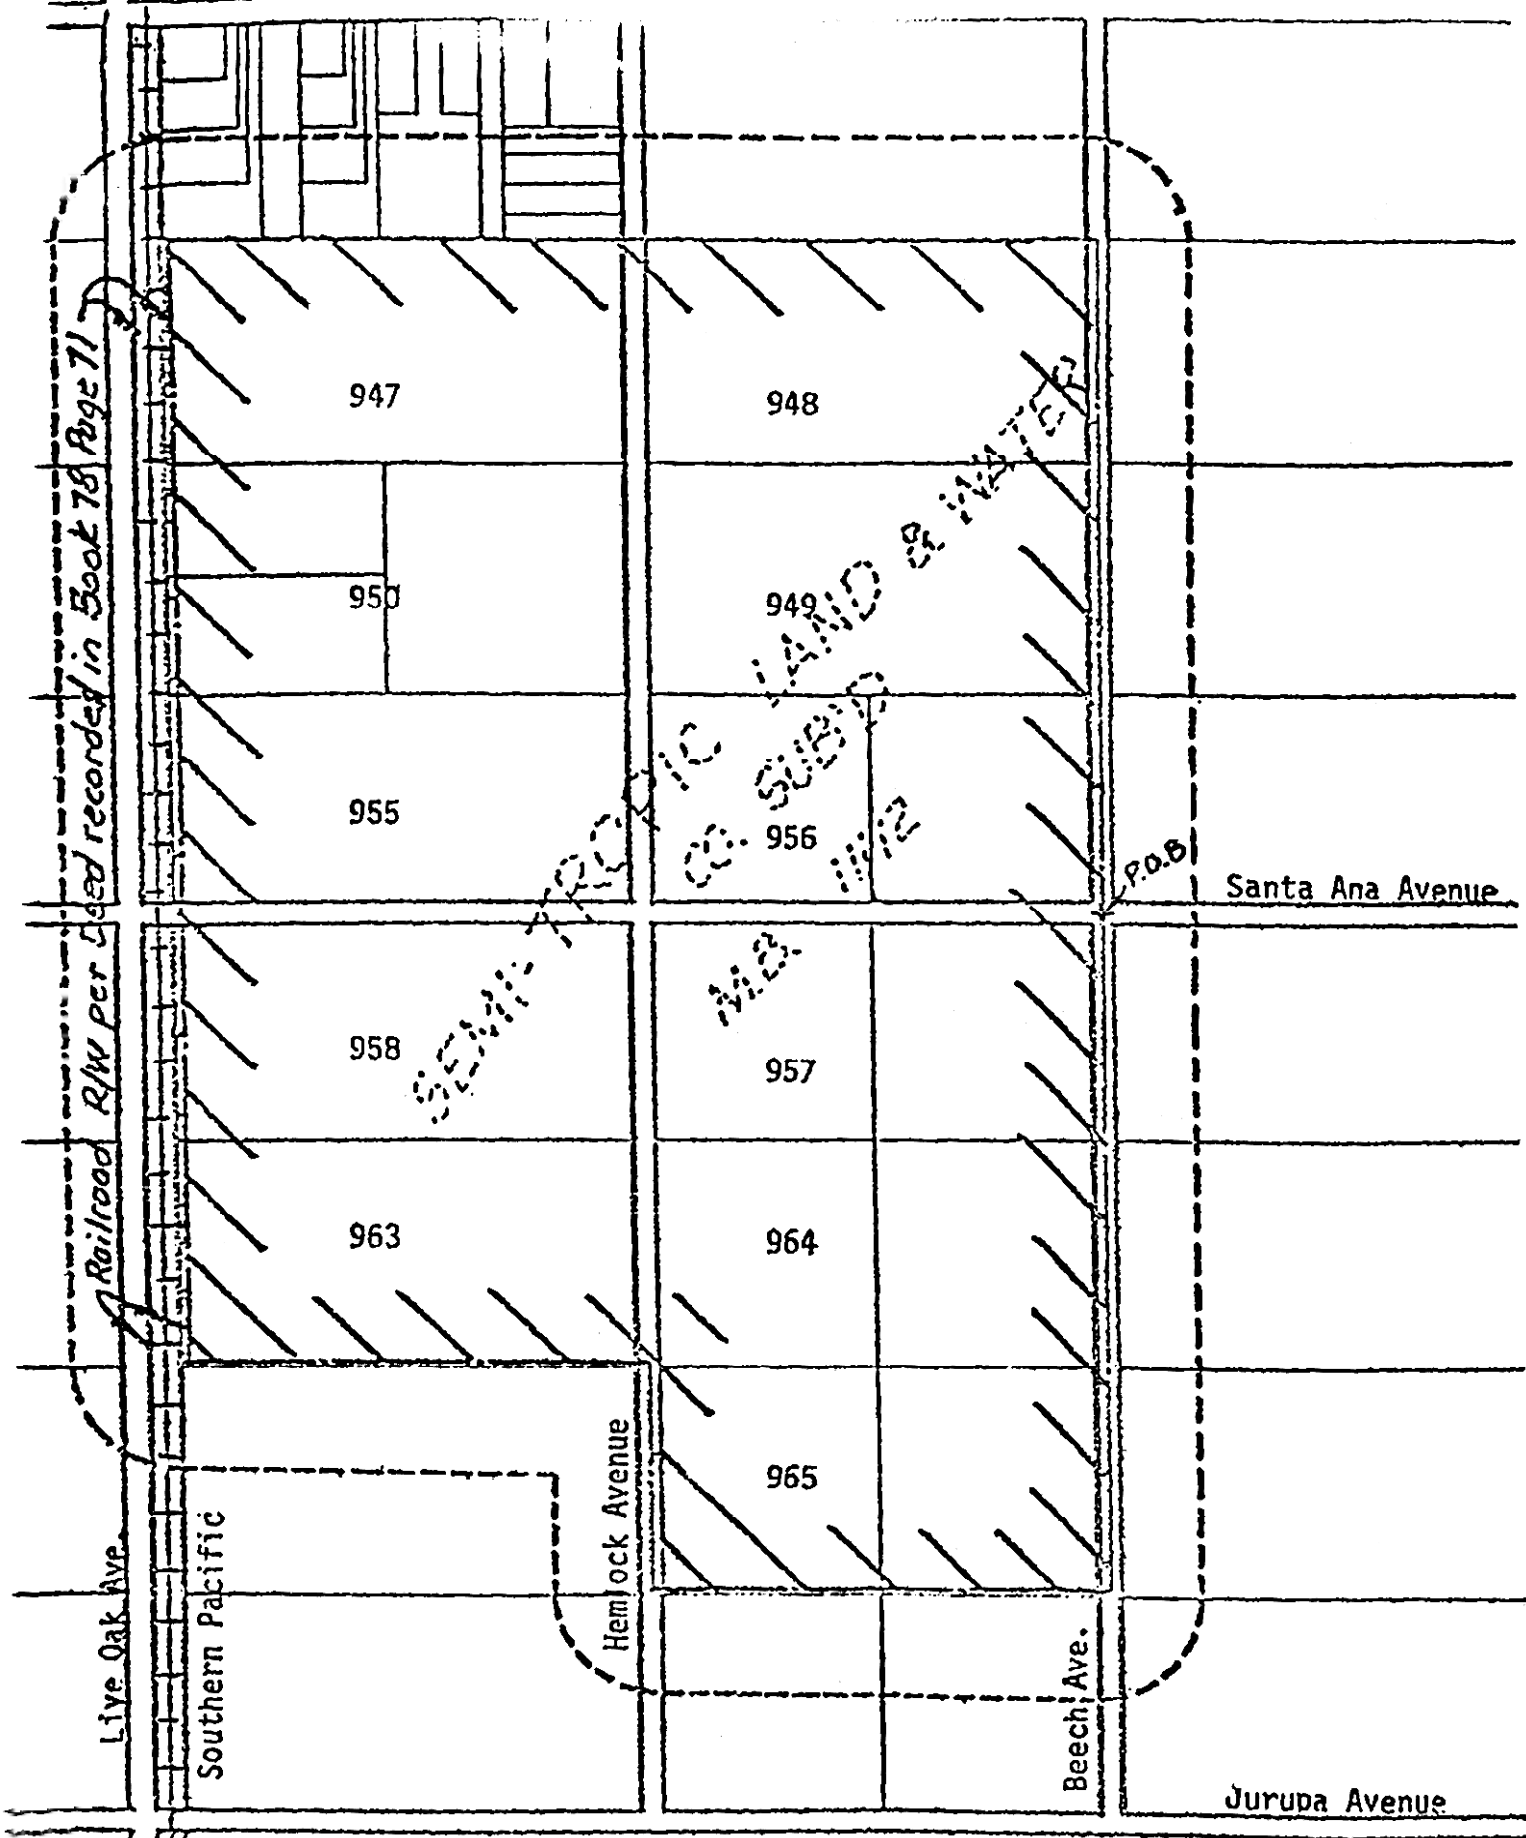 947
948
950
949
955
956
958
957
963
964
965
SEMI-TROPIC LAND & WATER
CO. SUB'D
M.B. 11/12
P.O.B
Santa Ana Avenue
Railroad R/W per Deed recorded in Book 78 Page 71
Live Oak Ave.
Southern Pacific
Hemlock Avenue
Beech Ave.
Jurupa Avenue